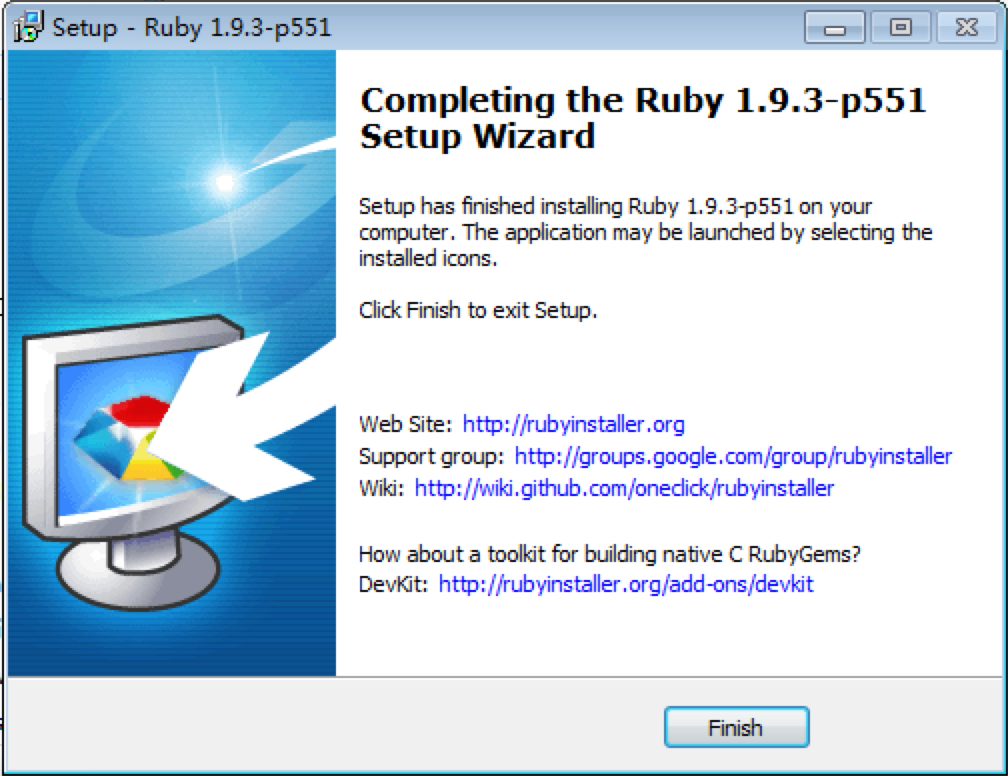 Setup - Ruby 1.9.3-p551
Completing the Ruby 1.9.3-p551
Setup Wizard
Setup has finished installing Ruby 1.9.3-p551 on your
computer. The application may be launched by selecting the
installed icons.
Click Finish to exit Setup.
Web Site: http://rubyinstaller.org
Support group: http://groups.google.com/group/rubyinstaller
Wiki: http://wiki.github.com/oneclick/rubyinstaller
How about a toolkit for building native C RubyGems?
DevKit: http://rubyinstaller.org/add-ons/devkit
Finish